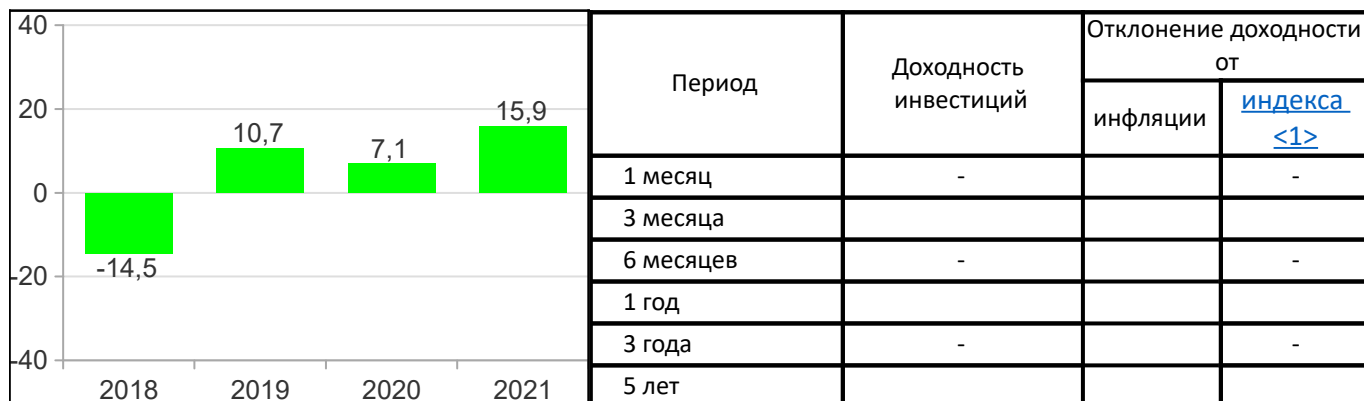 40
20
0
-20
-40
-14,5
10,7
7,1
15,9
2018 2019 2020 2021
Период
Доходность
инвестиций
Отклонение доходности
от
инфляции
индекса
<1>
1 месяц - -
3 месяца
6 месяцев - -
1 год
3 года - -
5 лет